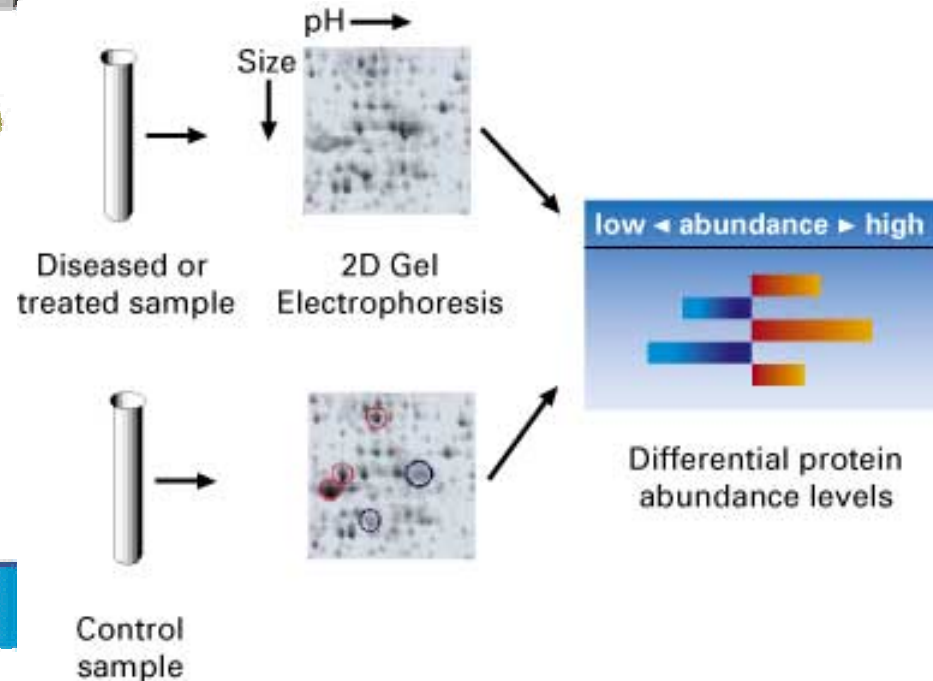 pH
Size
Diseased or
treated sample
2D Gel
Electrophoresis
low ◄ abundance ► high
Differential protein
abundance levels
Control
sample